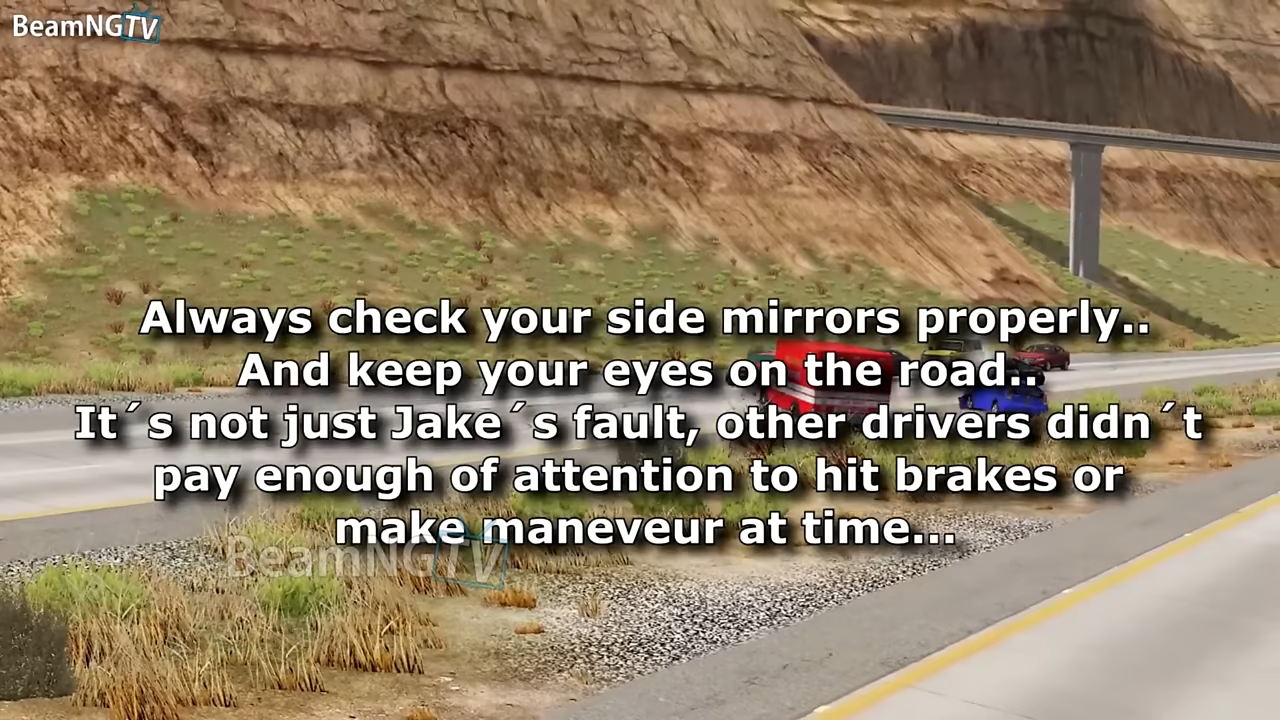 BeamNGTV
Always check your side mirrors properly..
And keep your eyes on the road..
It´s not just Jake´s fault, other drivers didn´t
pay enough of attention to hit brakes or
make maneveur at time...
BeamNGTV